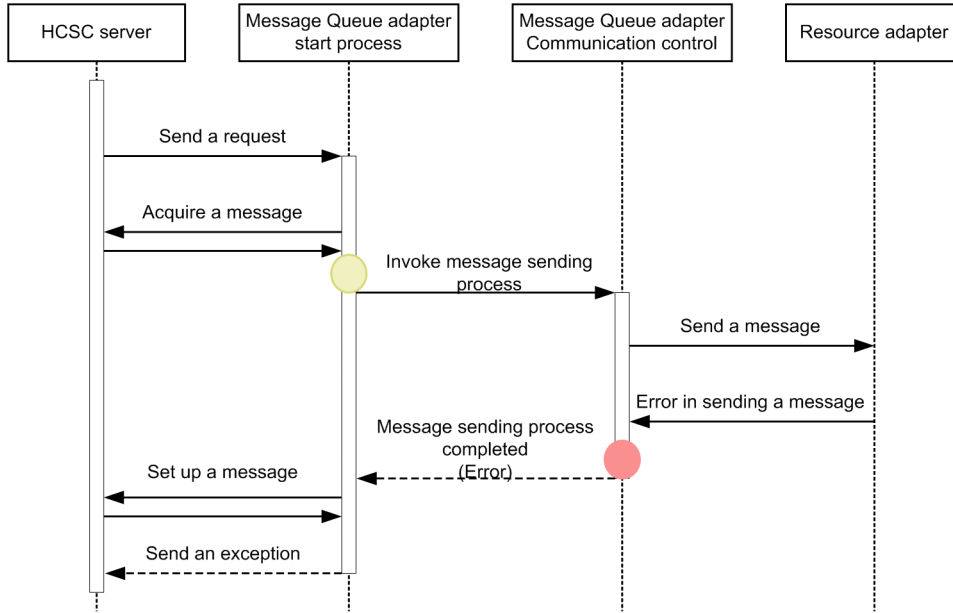 HCSC server
Message Queue adapter
start process
Message Queue adapter
Communication control
Resource adapter
Send a request
Acquire a message
Invoke message sending
process
Send a message
Error in sending a message
Message sending process
completed
(Error)
Set up a message
Send an exception